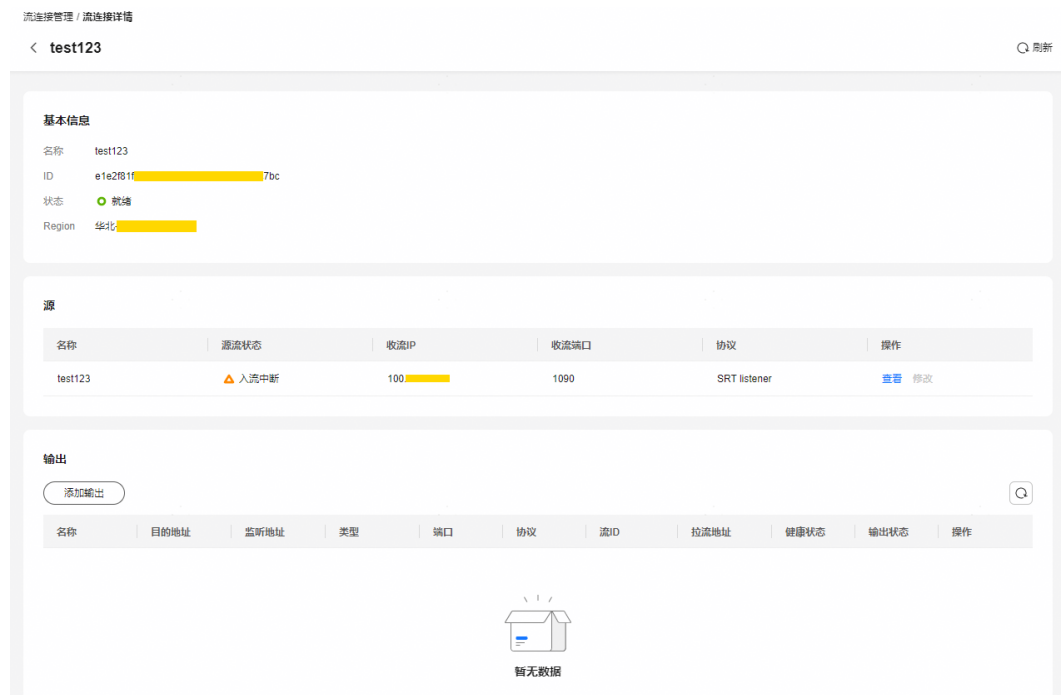 流连接管理 / 流连接详情
test123
刷新
基本信息
名称 test123
ID e1e2f81f 7bc
状态 就绪
Region 华北-
源
名称 源流状态 收流IP 收流端口 协议 操作
test123 入流中断 100. 1090 SRT listener 查看 修改
输出
添加输出
名称 目的地址 监听地址 类型 端口 协议 流ID 拉流地址 健康状态 输出状态 操作
暂无数据